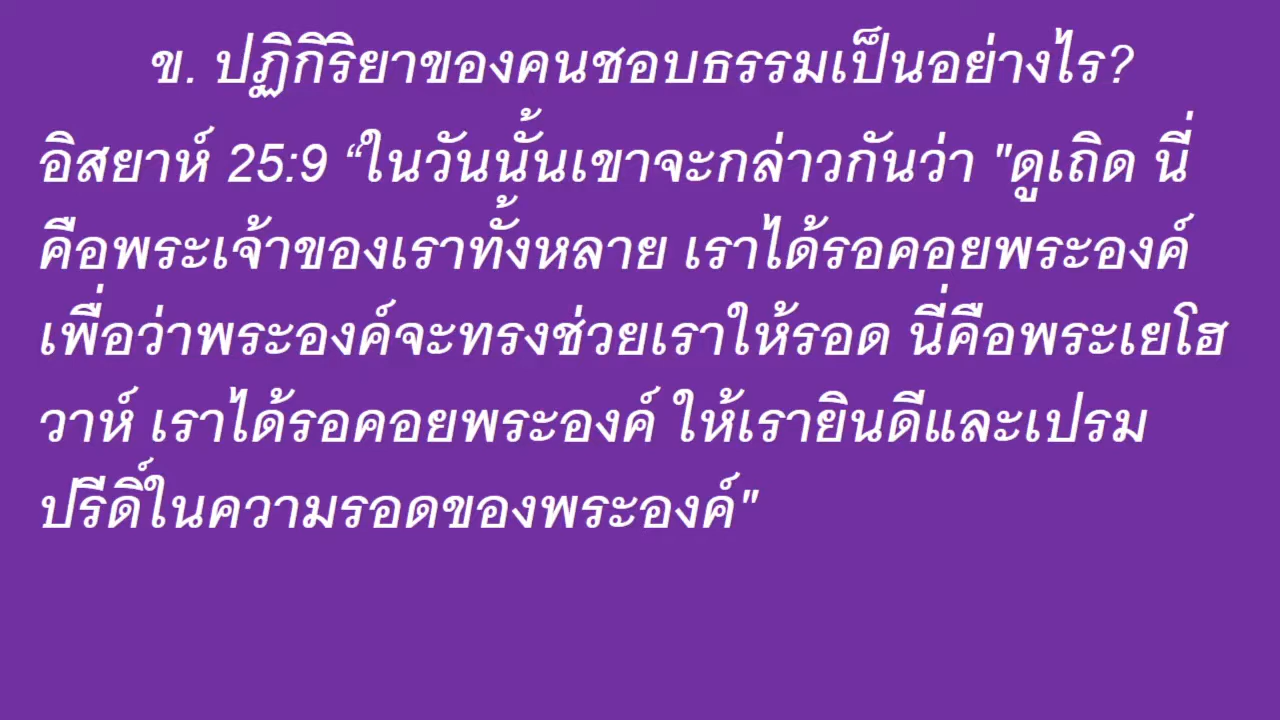 ข. ปฏิกิริยาของคนชอบธรรมเป็นอย่างไร?
อิสยาห์ 25:9 “ในวันนั้นเขาจะกล่าวกันว่า "ดูเถิด นี่
คือพระเจ้าของเราทั้งหลาย เราได้รอคอยพระองค์
เพื่อว่าพระองค์จะทรงช่วยเราให้รอด นี่คือพระเยโฮ
วาห์ เราได้รอคอยพระองค์ ให้เรายินดีและเปรม
ปรีดิ์ในความรอดของพระองค์"